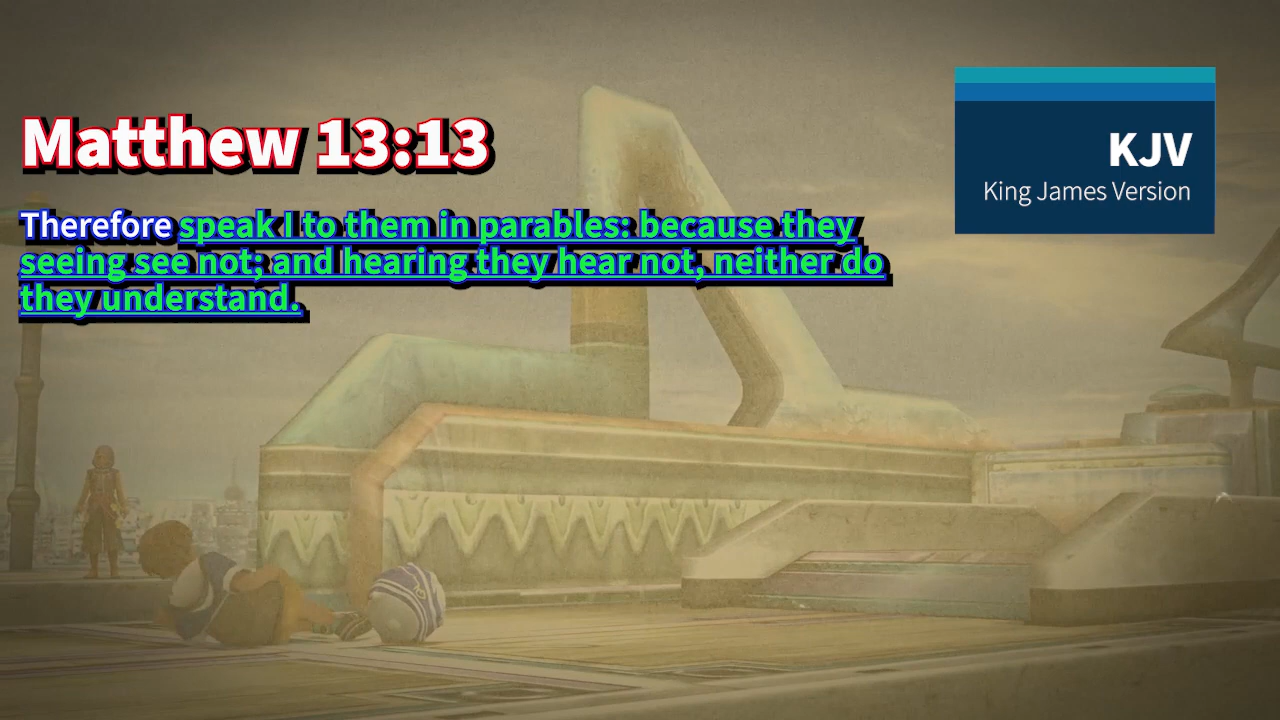 Matthew 13:13
KJV
King James Version
Therefore speak I to them in parables: because they
seeing see not; and hearing they hear not, neither do
they understand.